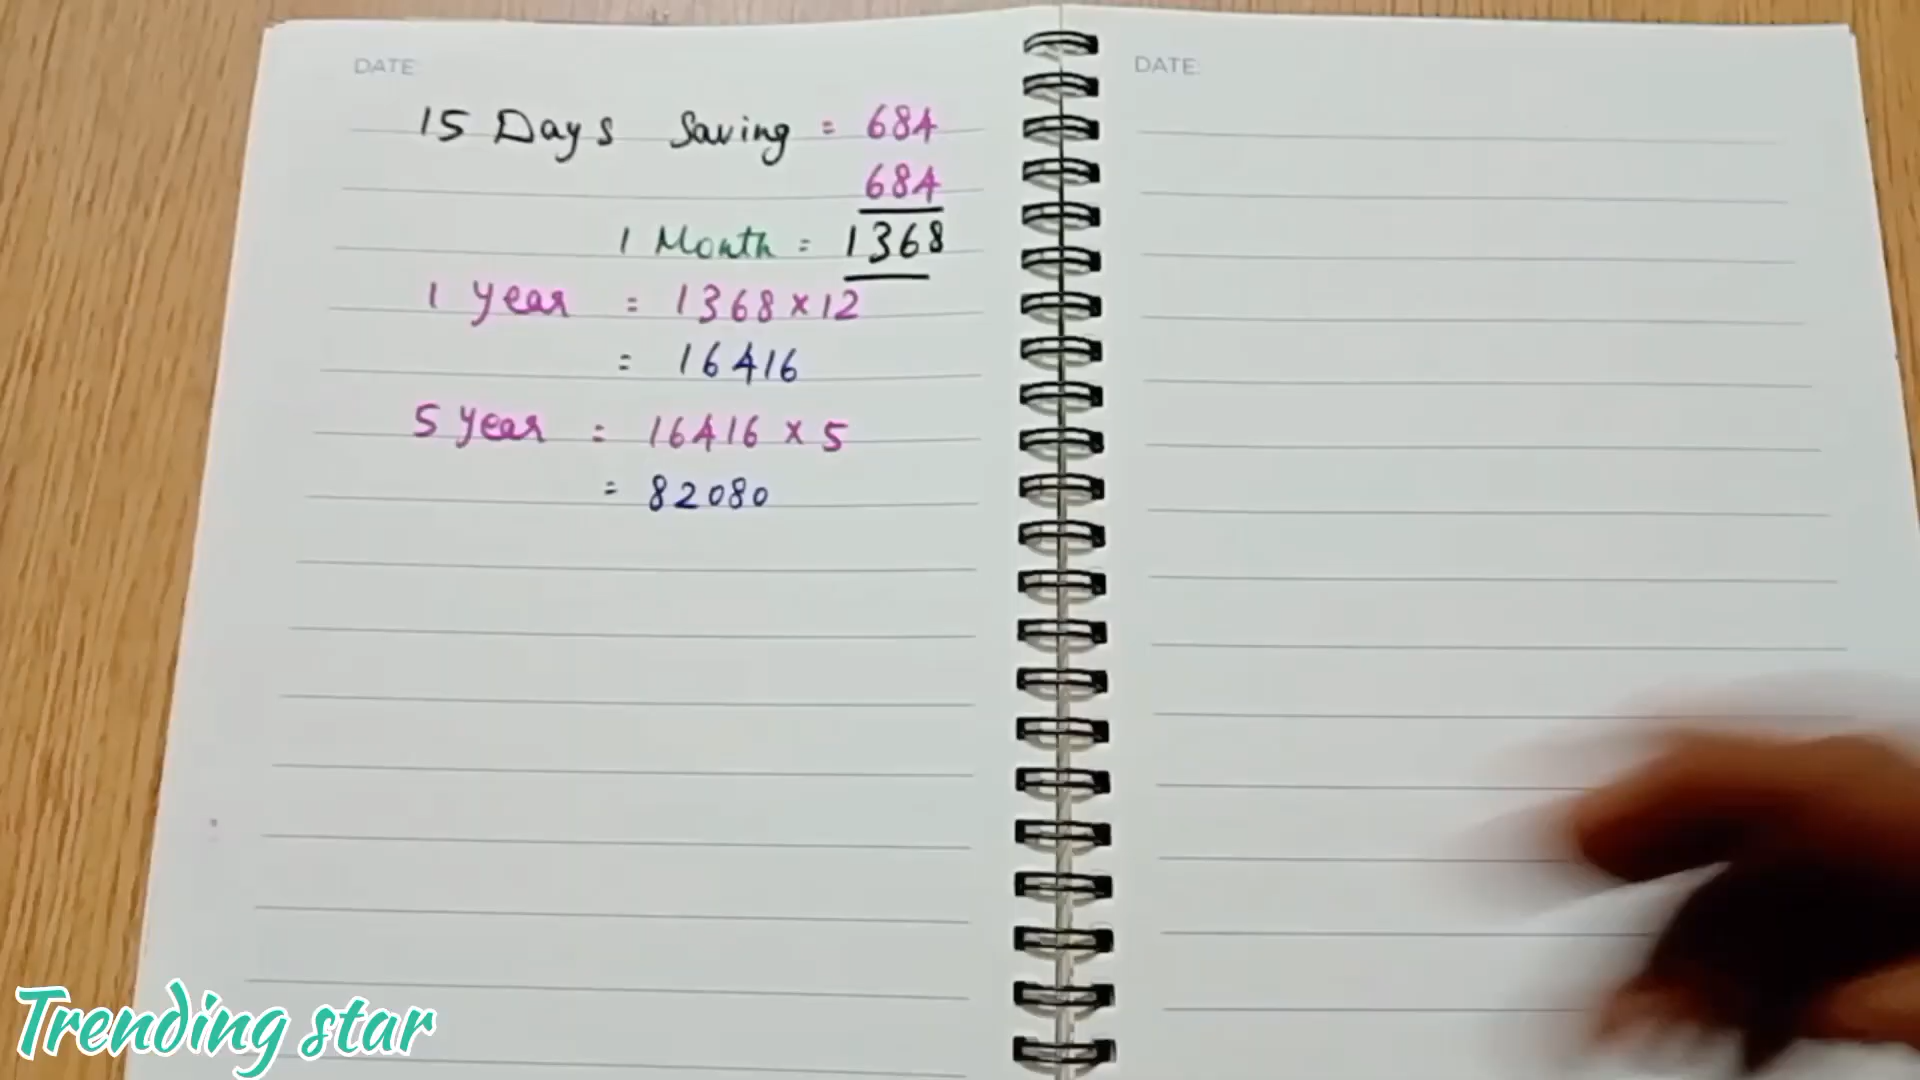 DATE:
15 Days Saving = 684
684
1 Month = 1368
1 Year = 1368 × 12
= 16416
5 Year = 16416 × 5
= 82080
DATE:
Trending star